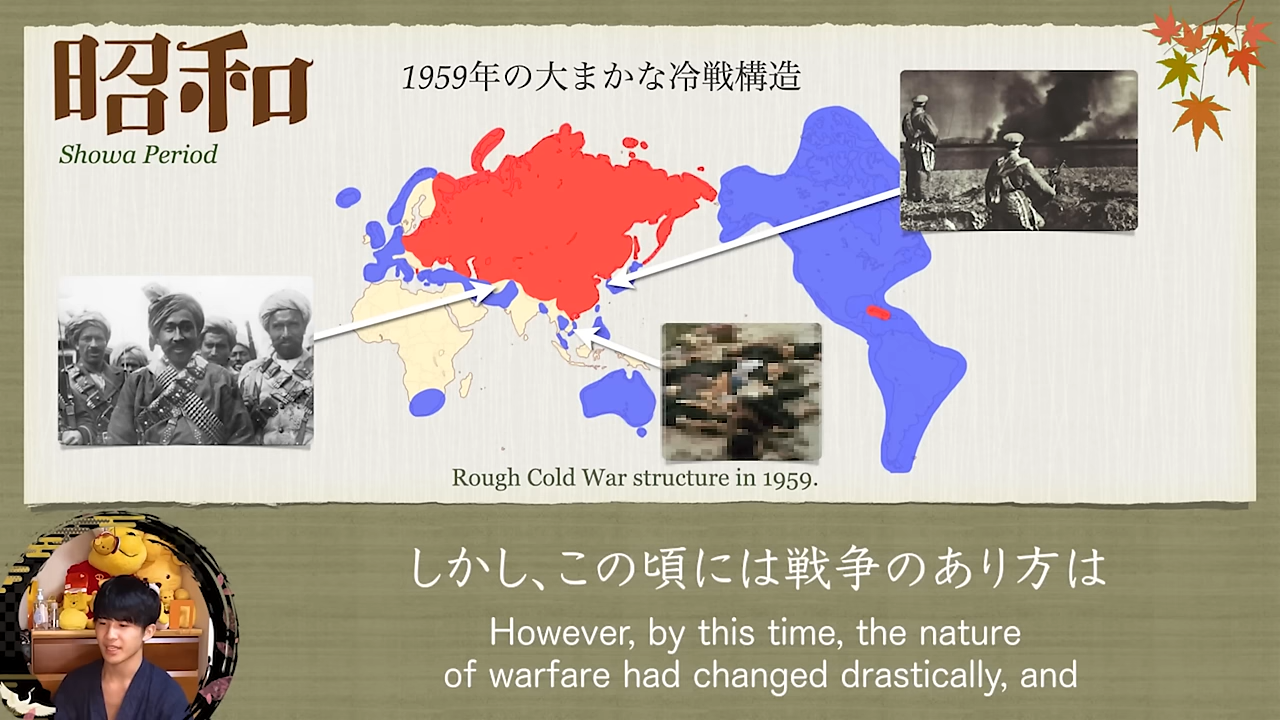 昭和
Showa Period
1959年の大まかな冷戦構造
Rough Cold War structure in 1959.
しかし、この頃には戦争のあり方は
However, by this time, the nature
of warfare had changed drastically, and